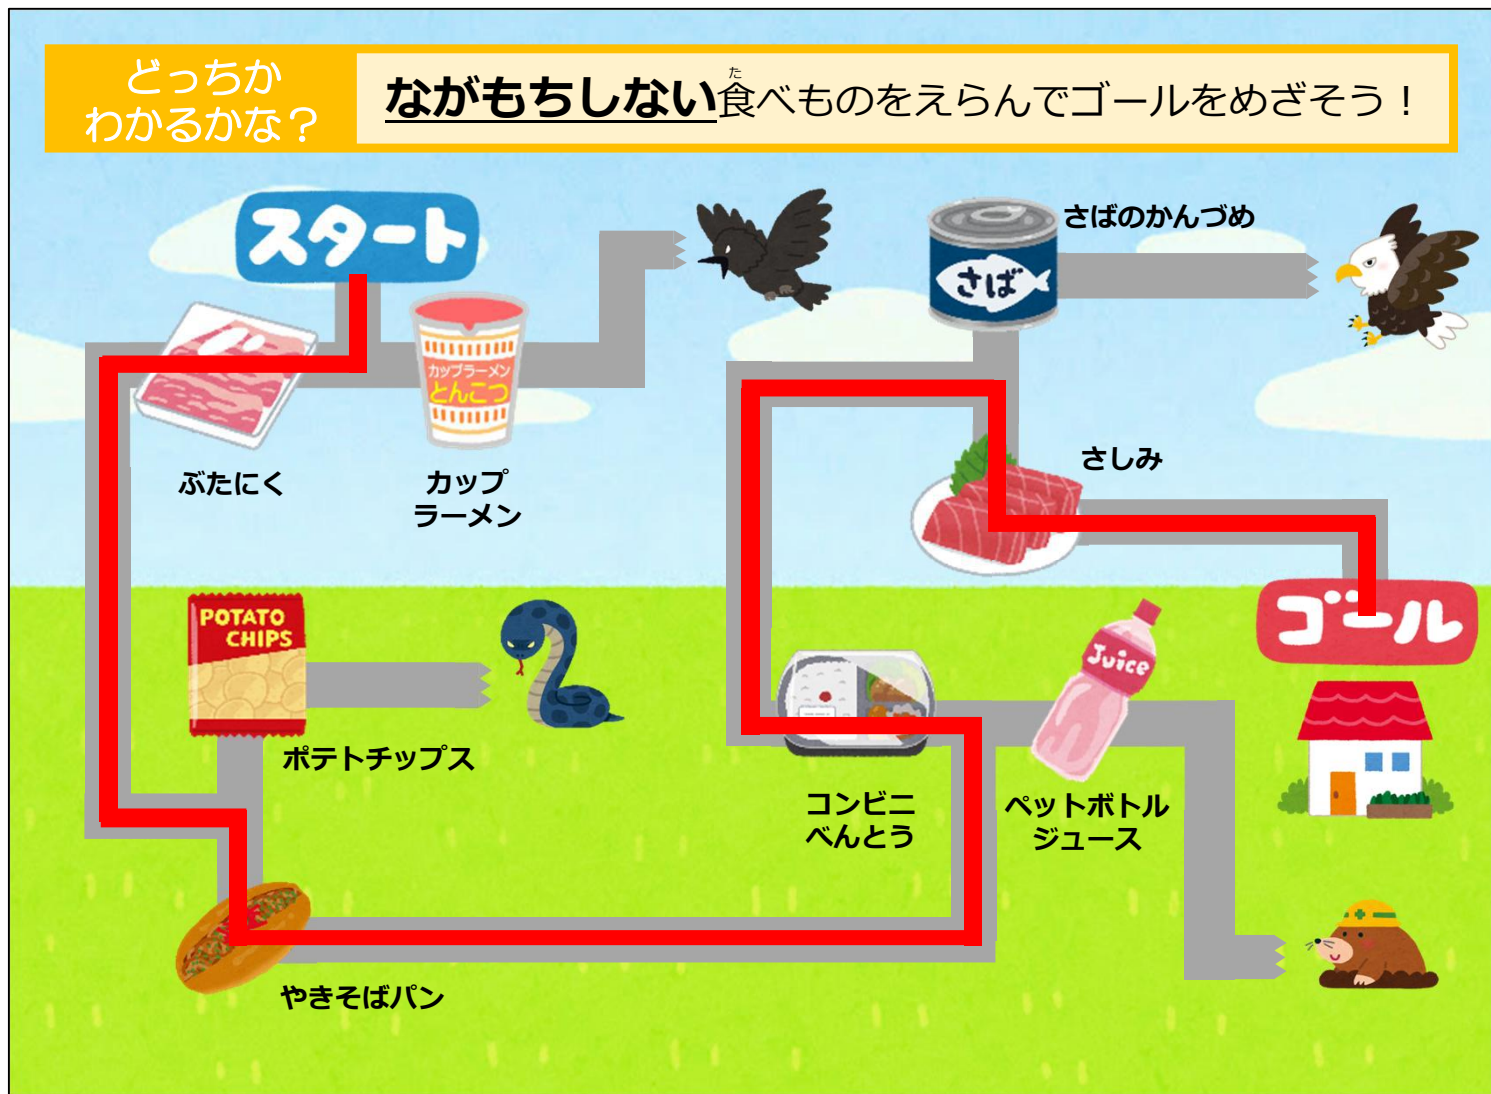 どっちか
わかるかな？
ながもちしない食べものをえらんでゴールをめざそう！
た
スタート
さばのかんづめ
さば
カップラーメン
とんこつ
ぶたにく
カップ
ラーメン
さしみ
ゴール
POTATO
CHIPS
Juice
ポテトチップス
コンビニ
べんとう
ペットボトル
ジュース
やきそばパン